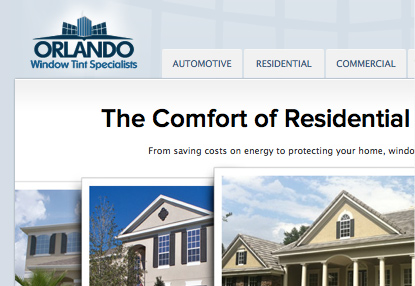 ORLANDO
Window Tint Specialists
AUTOMOTIVE RESIDENTIAL COMMERCIAL
The Comfort of Residential
From saving costs on energy to protecting your home, windo